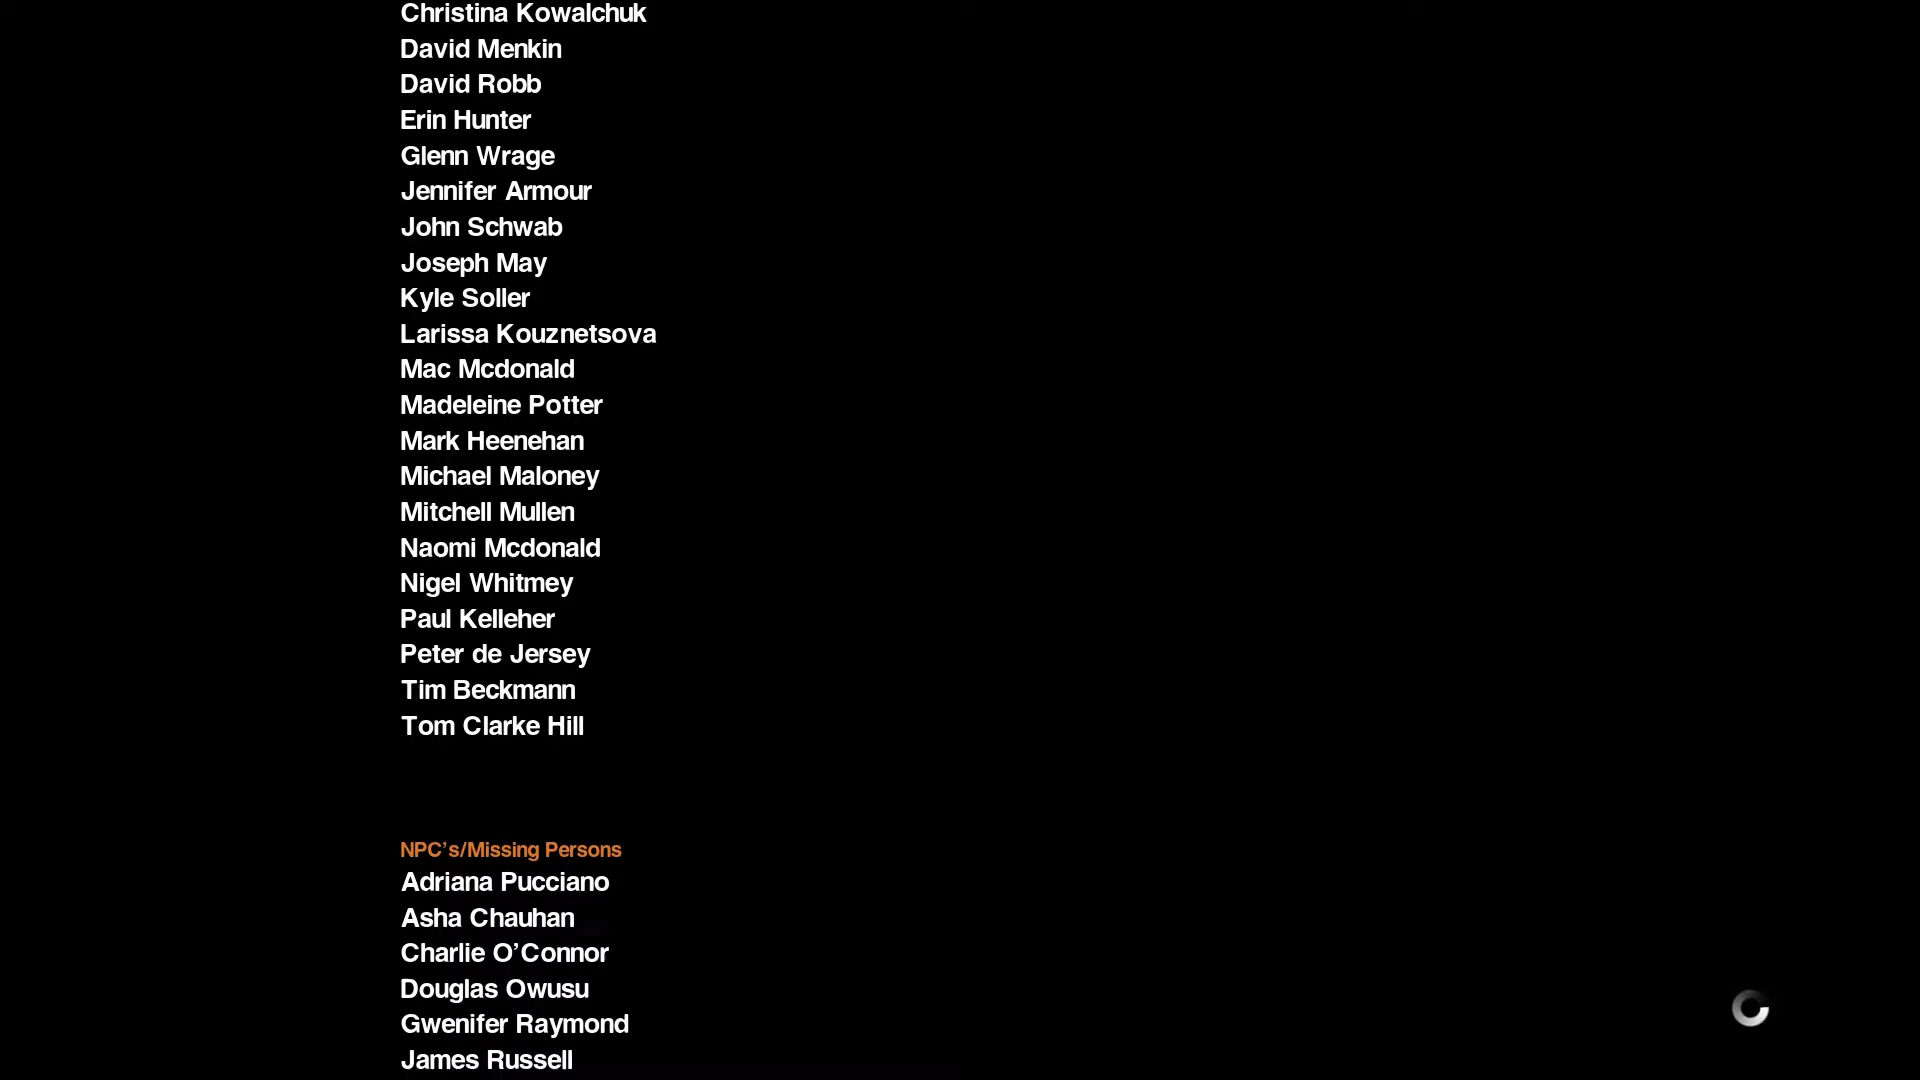 Christina Kowalchuk
David Menkin
David Robb
Erin Hunter
Glenn Wrage
Jennifer Armour
John Schwab
Joseph May
Kyle Soller
Larissa Kouznetsova
Mac Mcdonald
Madeleine Potter
Mark Heenehan
Michael Maloney
Mitchell Mullen
Naomi Mcdonald
Nigel Whitmey
Paul Kelleher
Peter de Jersey
Tim Beckmann
Tom Clarke Hill
NPC’s/Missing Persons
Adriana Pucciano
Asha Chauhan
Charlie O’Connor
Douglas Owusu
Gwenifer Raymond
James Russell